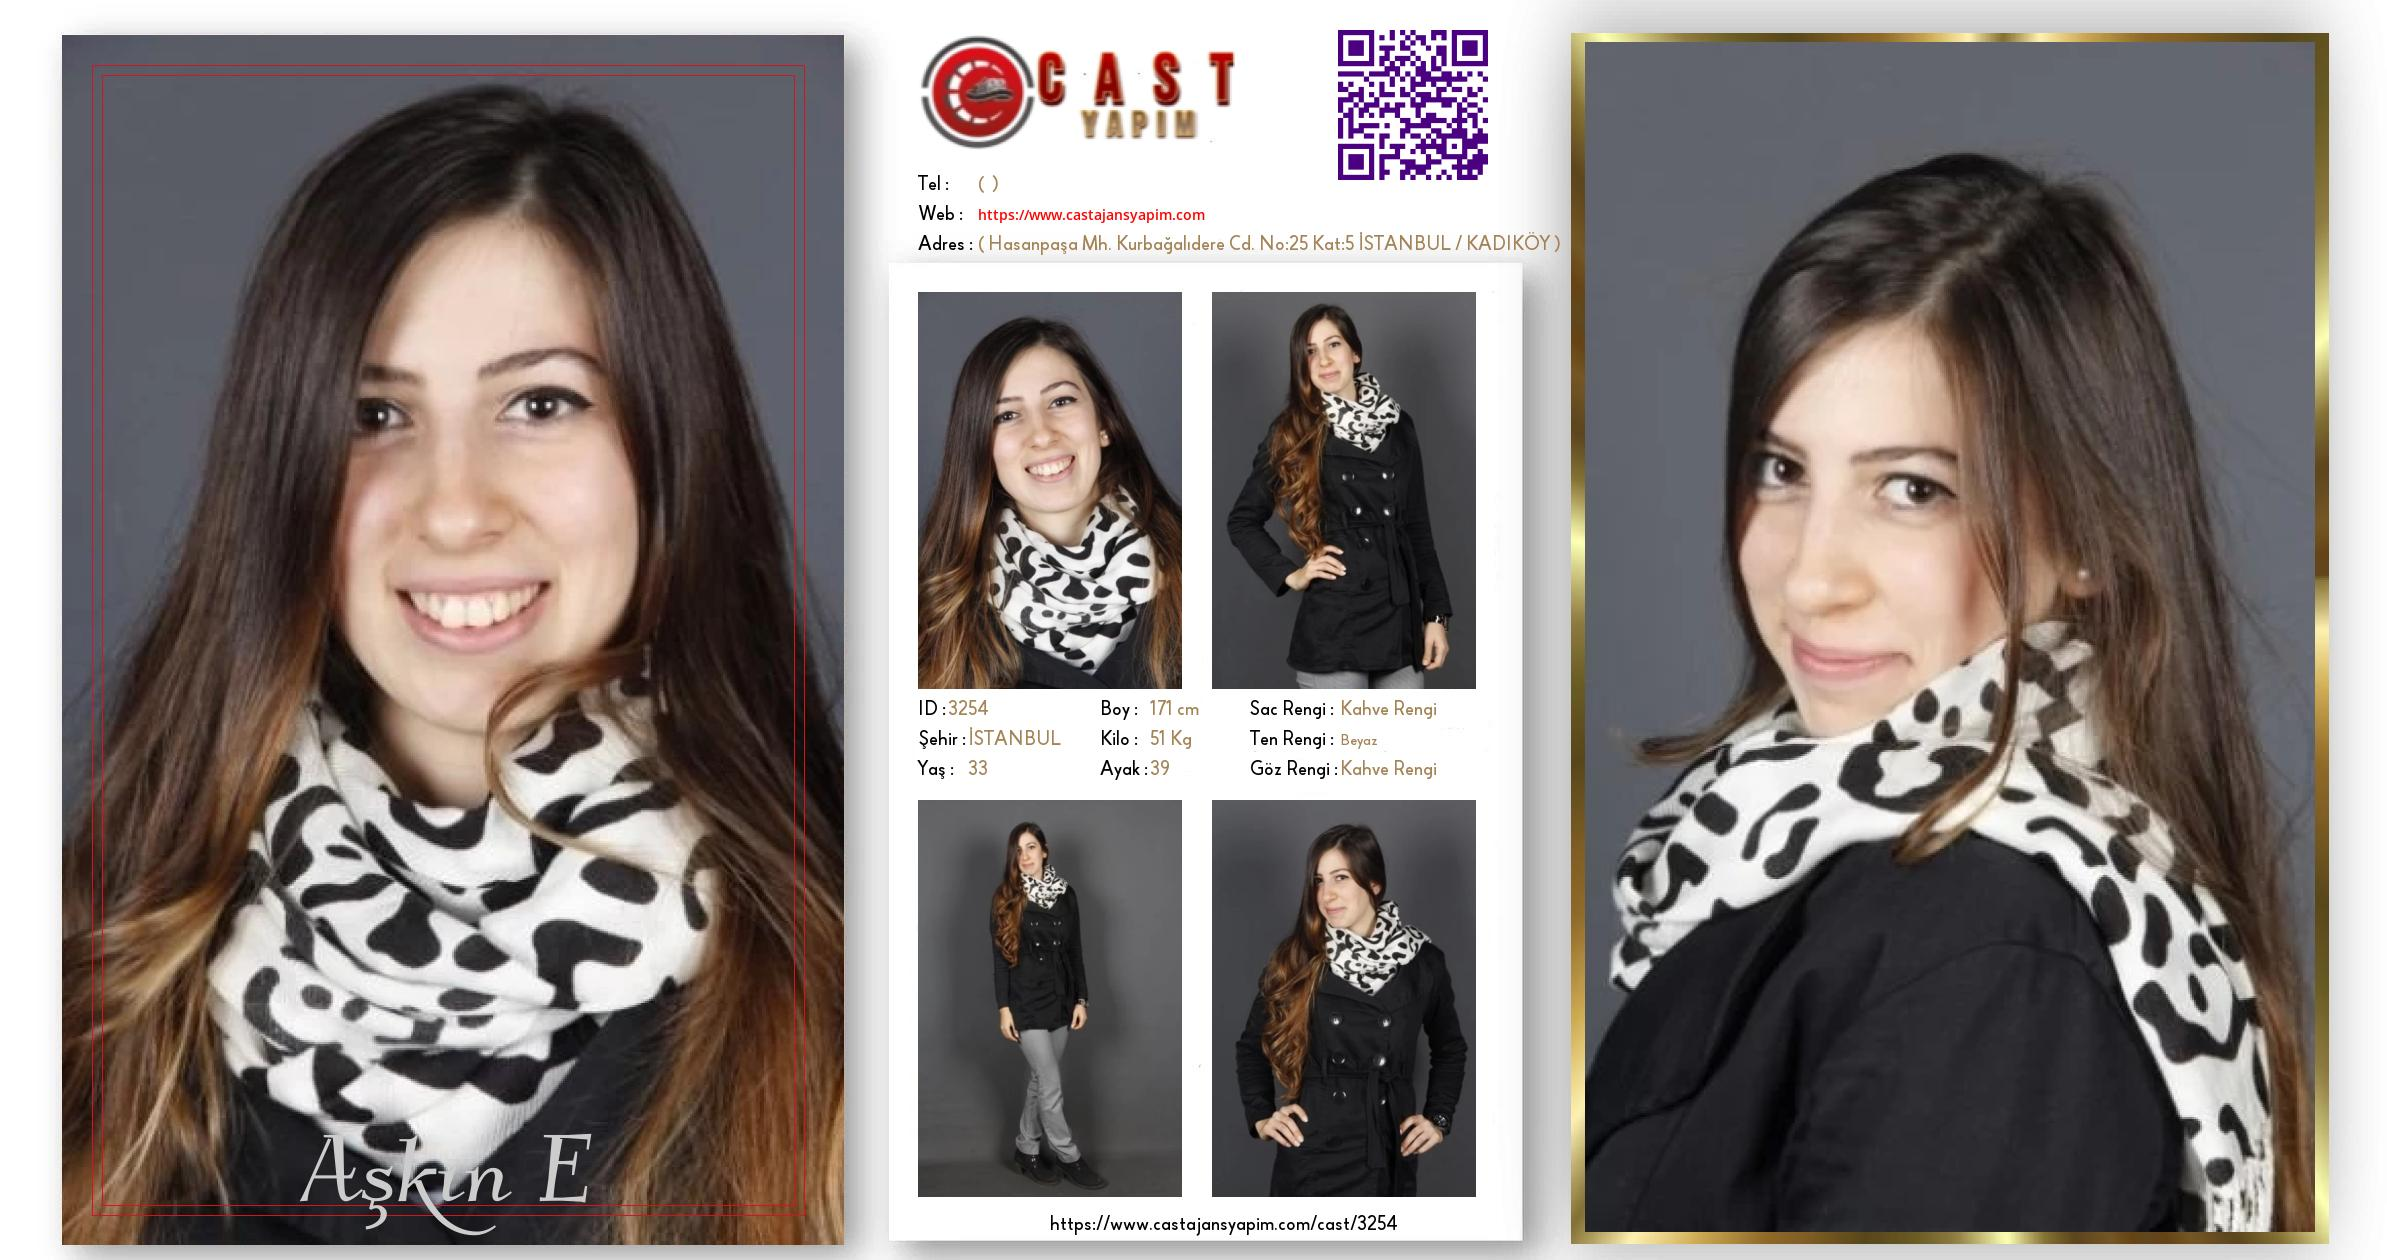 Aşkın E
CAST
YAPIM
Tel : ( )
Web : https://www.castajansyapim.com
Adres : ( Hasanpaşa Mh. Kurbağalıdere Cd. No:25 Kat:5 İSTANBUL / KADIKÖY )
ID : 3254 Boy : 171 cm Sac Rengi : Kahve Rengi
Şehir : İSTANBUL Kilo : 51 Kg Ten Rengi : Beyaz
Yaş : 33 Ayak : 39 Göz Rengi : Kahve Rengi
https://www.castajansyapim.com/cast/3254